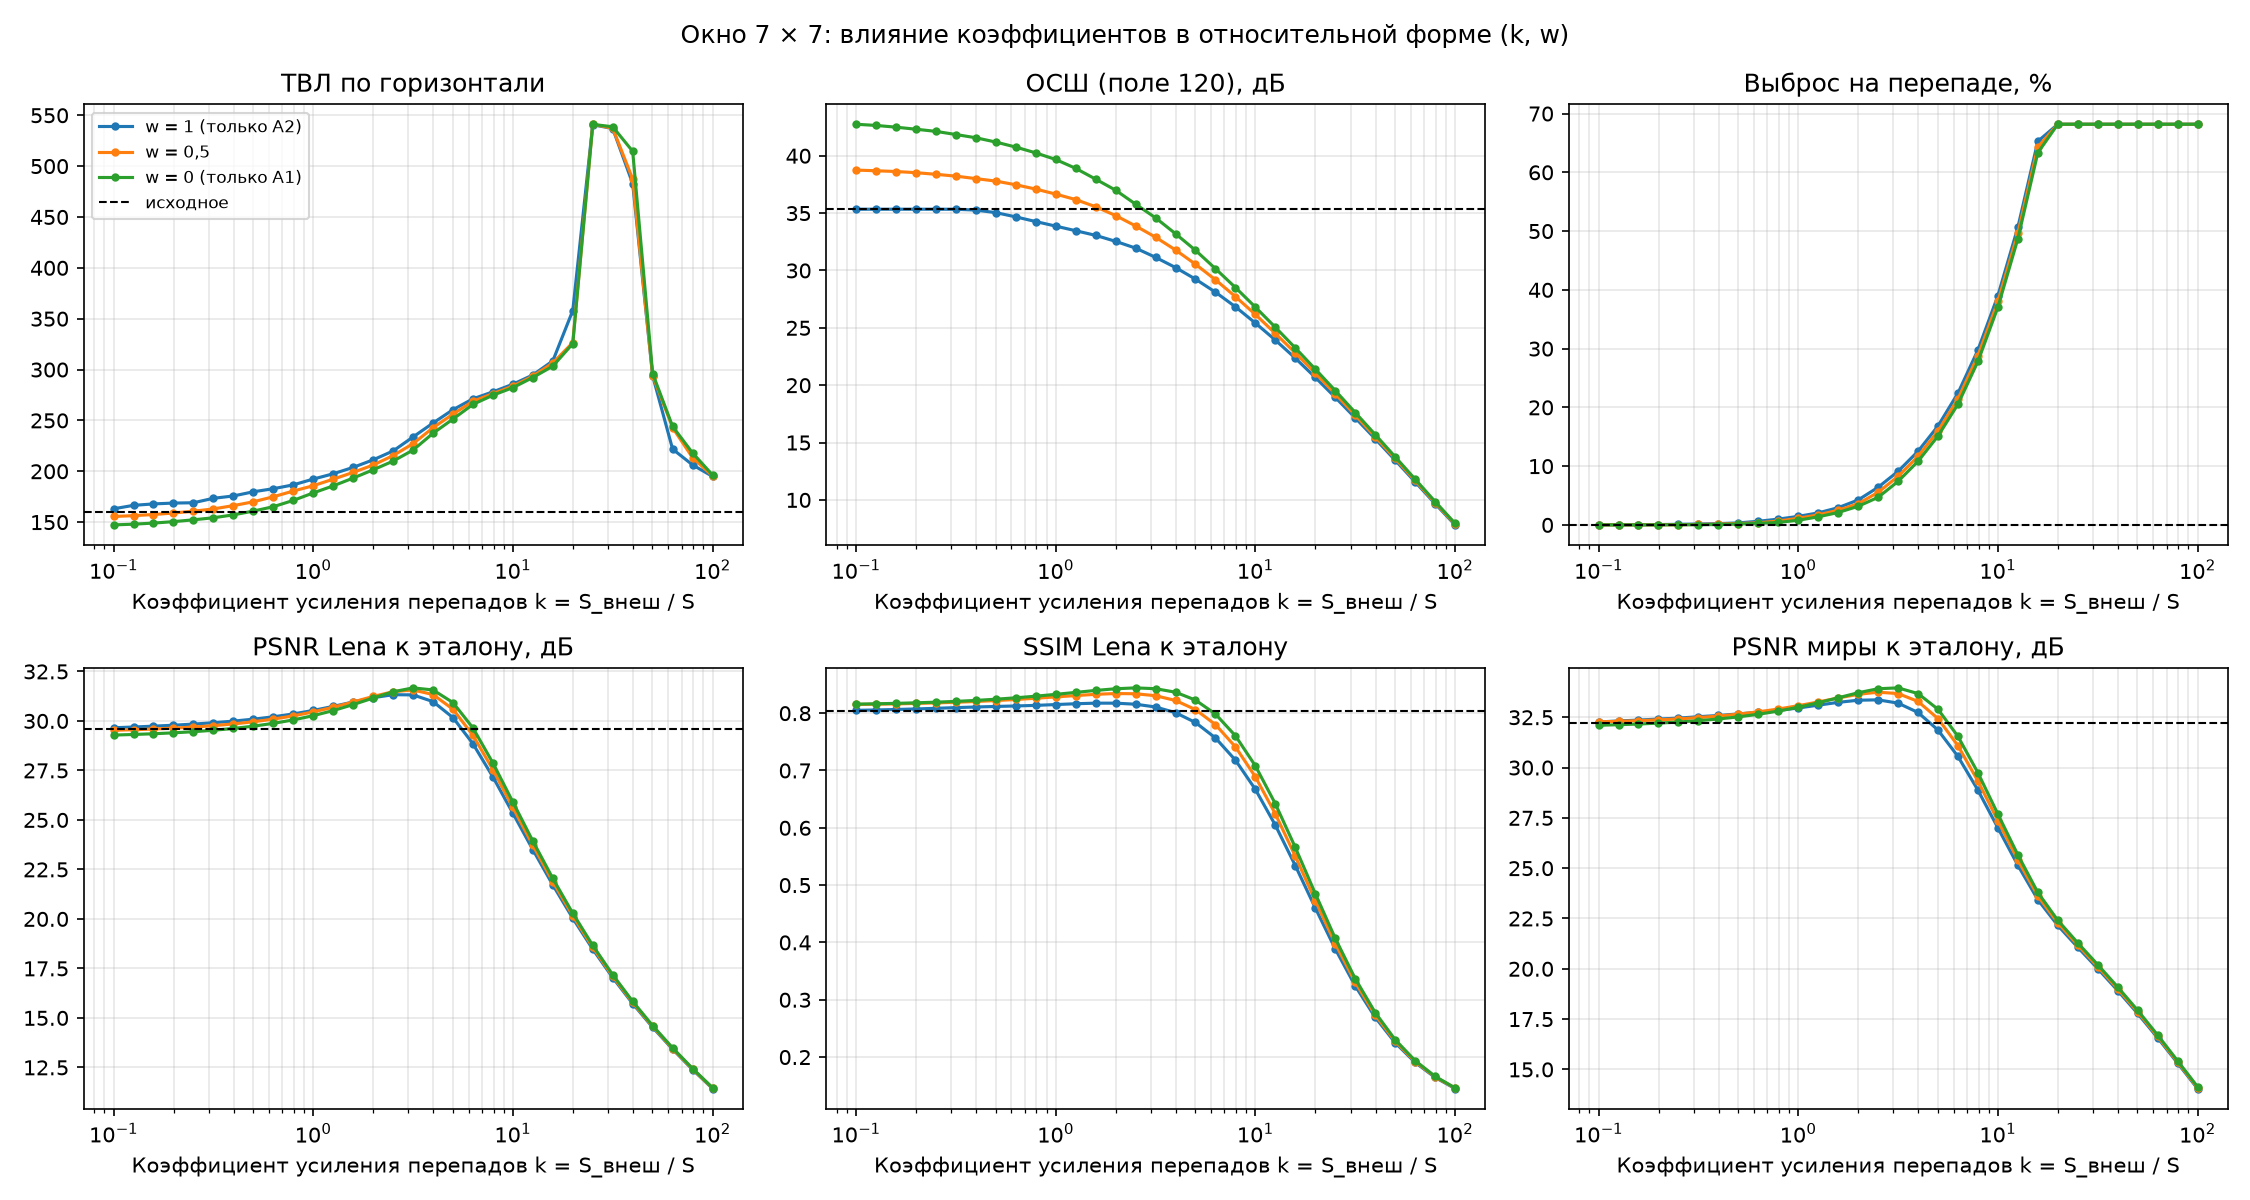 Окно 7 × 7: влияние коэффициентов в относительной форме (k, w)
ТВЛ по горизонтали
550
500
450
400
350
300
250
200
150
w = 1 (только A2)
w = 0,5
w = 0 (только A1)
исходное
10⁻¹ 10⁰ 10¹ 10²
Коэффициент усиления перепадов k = S_внеш / S
ОСШ (поле 120), дБ
40
35
30
25
20
15
10
10⁻¹ 10⁰ 10¹ 10²
Коэффициент усиления перепадов k = S_внеш / S
Выброс на перепаде, %
70
60
50
40
30
20
10
0
10⁻¹ 10⁰ 10¹ 10²
Коэффициент усиления перепадов k = S_внеш / S
PSNR Lena к эталону, дБ
32.5
30.0
27.5
25.0
22.5
20.0
17.5
15.0
12.5
10⁻¹ 10⁰ 10¹ 10²
Коэффициент усиления перепадов k = S_внеш / S
SSIM Lena к эталону
0.8
0.7
0.6
0.5
0.4
0.3
0.2
10⁻¹ 10⁰ 10¹ 10²
Коэффициент усиления перепадов k = S_внеш / S
PSNR миры к эталону, дБ
32.5
30.0
27.5
25.0
22.5
20.0
17.5
15.0
10⁻¹ 10⁰ 10¹ 10²
Коэффициент усиления перепадов k = S_внеш / S